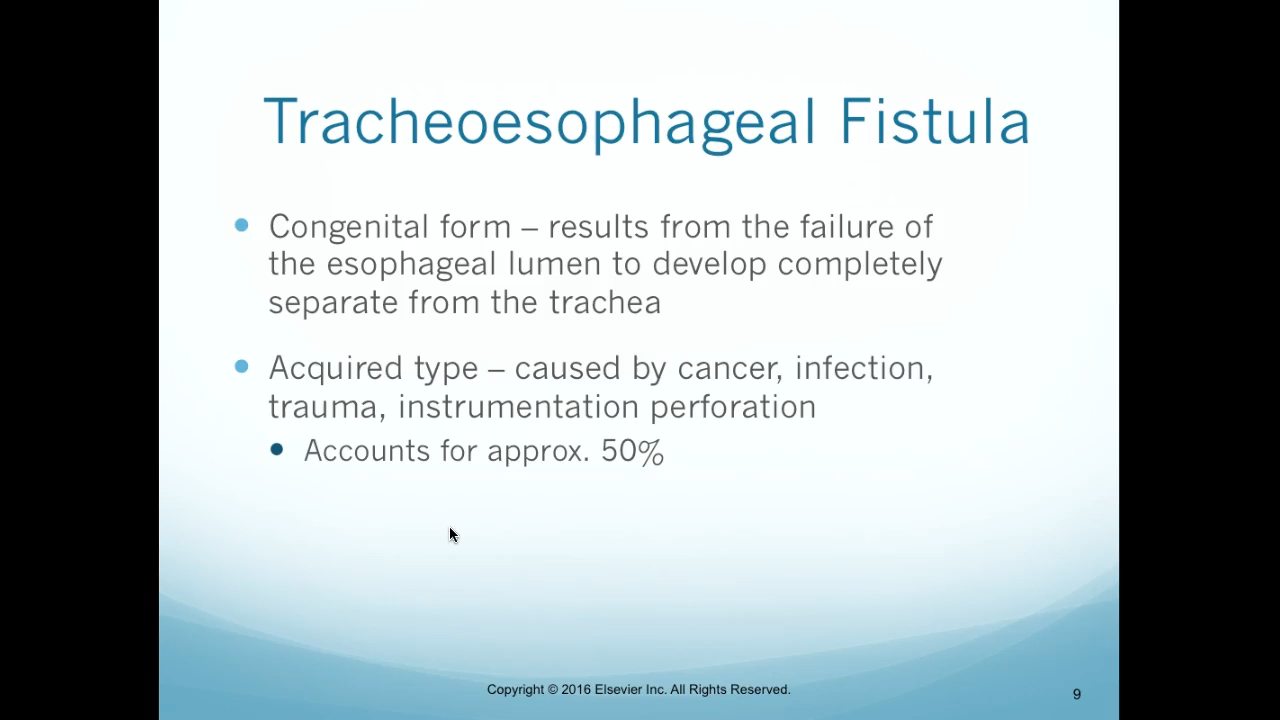 Tracheoesophageal Fistula
Congenital form – results from the failure of
the esophageal lumen to develop completely
separate from the trachea
Acquired type – caused by cancer, infection,
trauma, instrumentation perforation
Accounts for approx. 50%
Copyright © 2016 Elsevier Inc. All Rights Reserved.
9